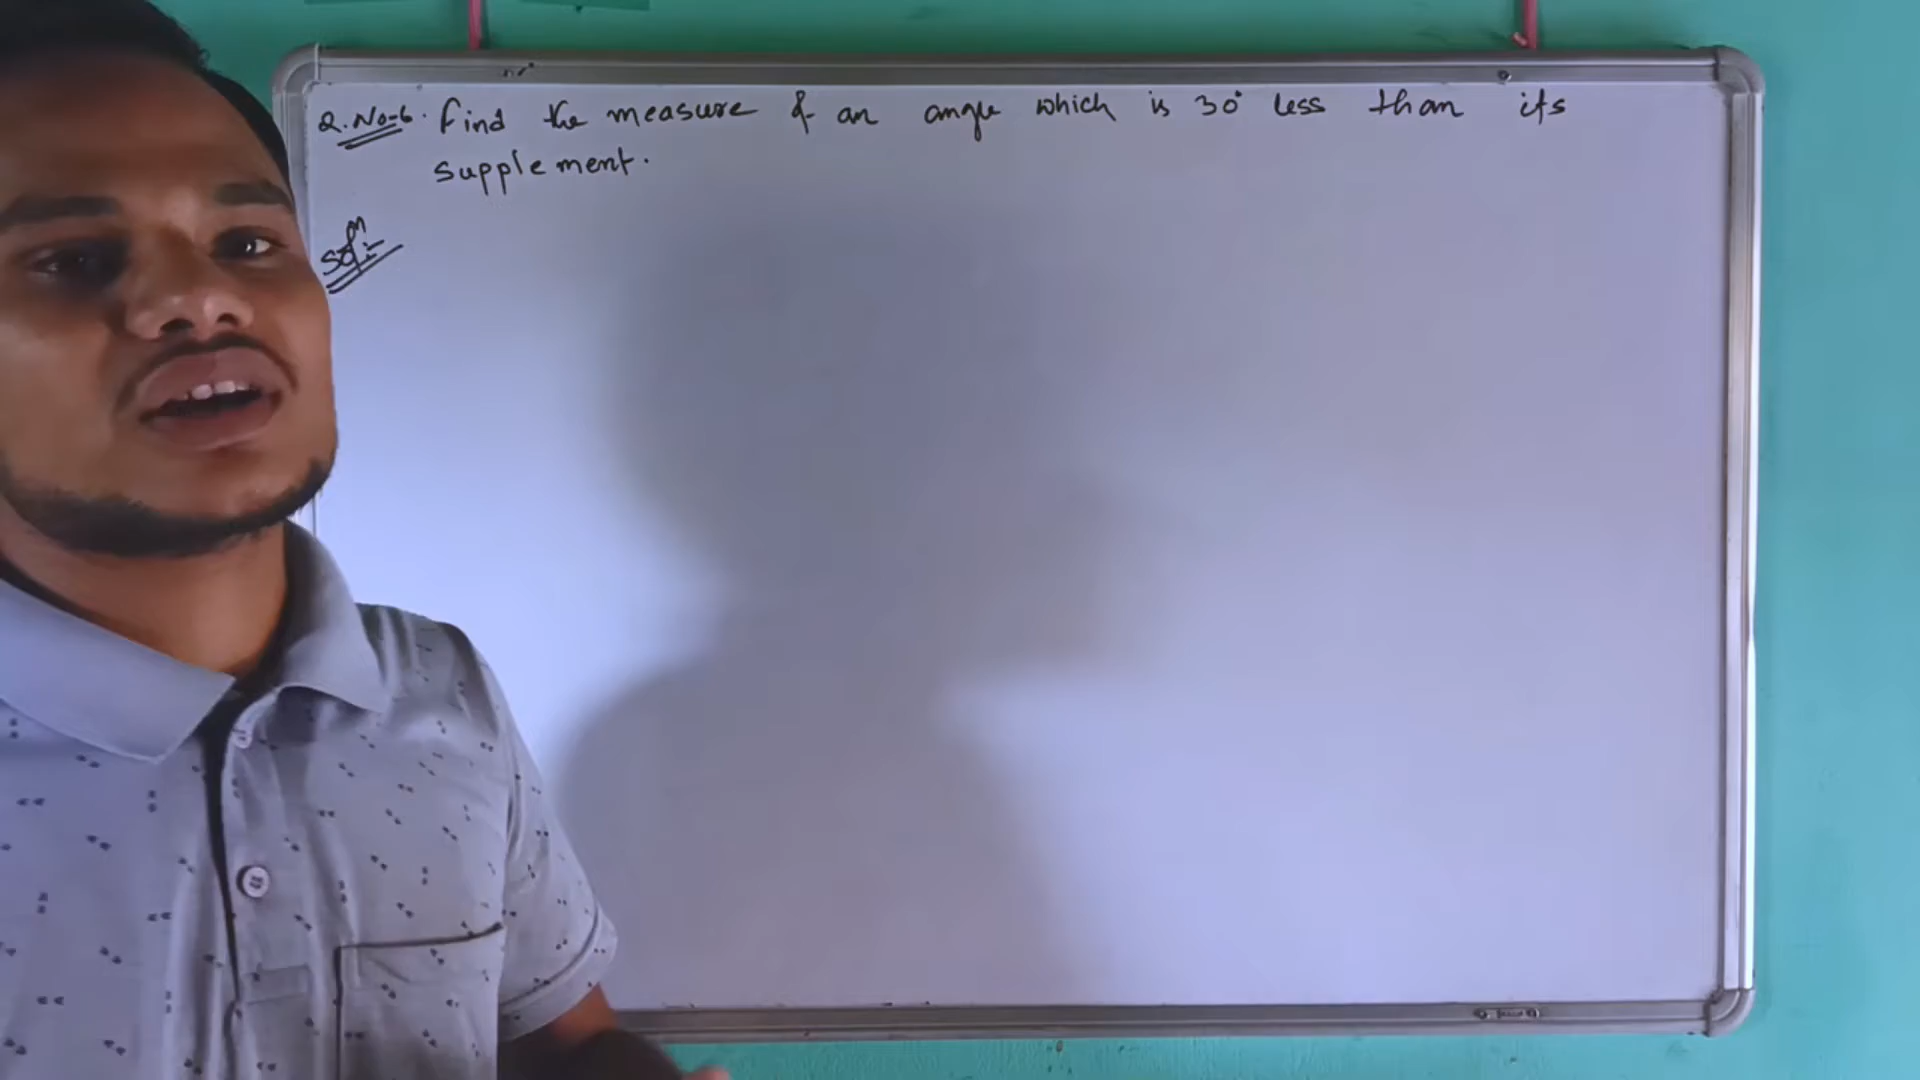 Q.No-6. Find the measure of an angle which is 30° less than its
supplement.
Solⁿ:-